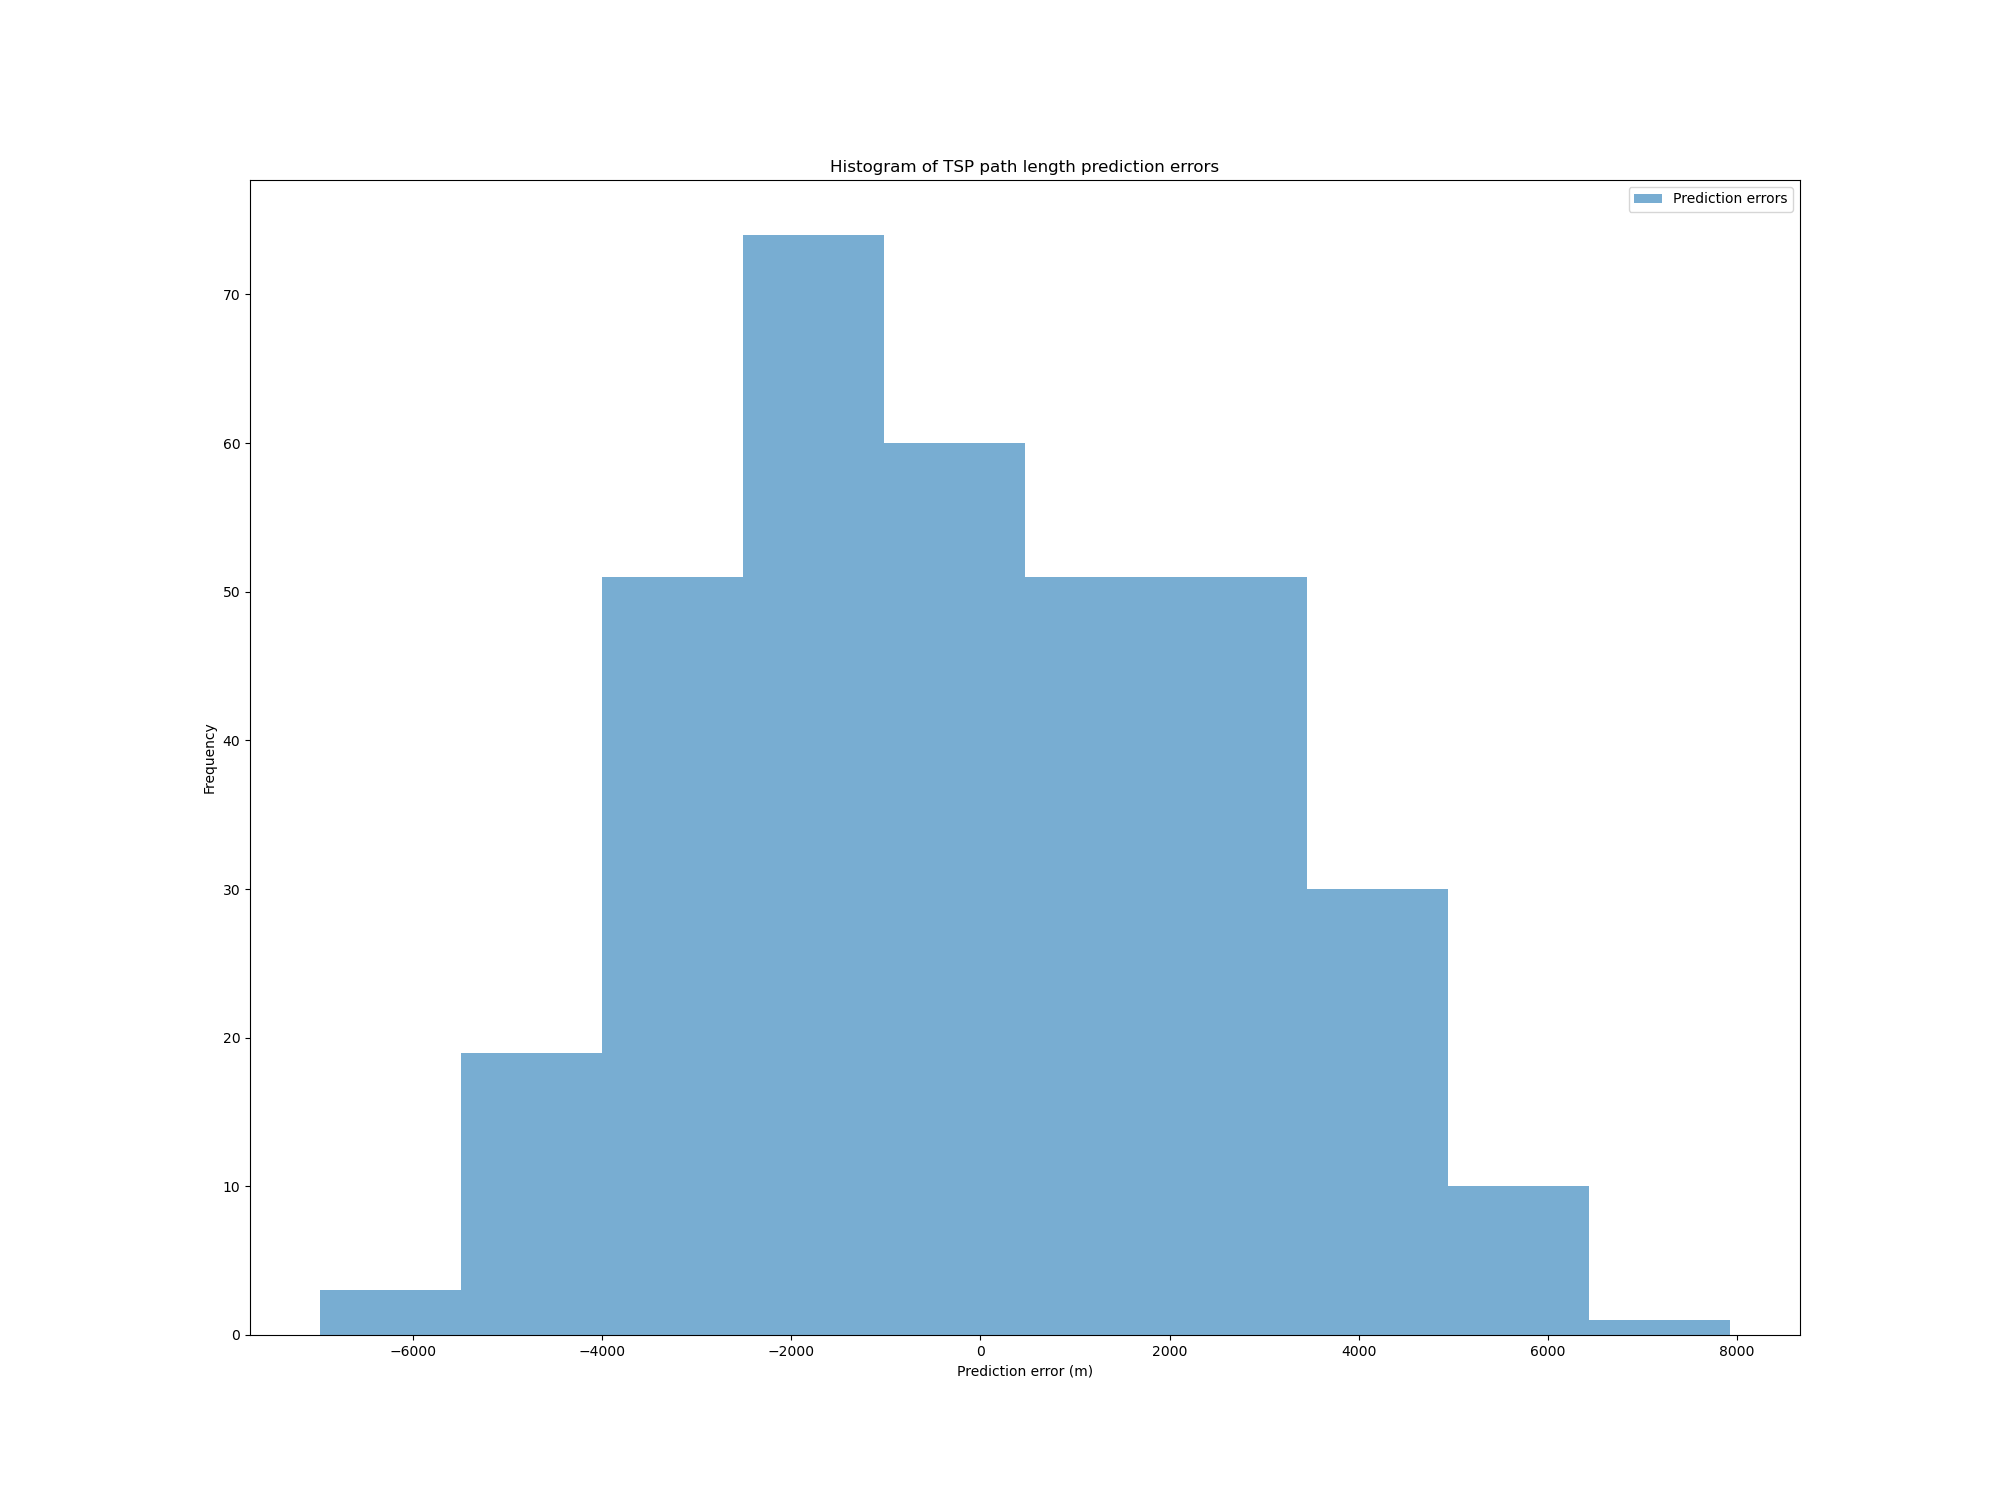 Histogram of TSP path length prediction errors
Prediction errors
70
60
50
40
30
20
10
0
Frequency
−6000 −4000 −2000 0 2000 4000 6000 8000
Prediction error (m)